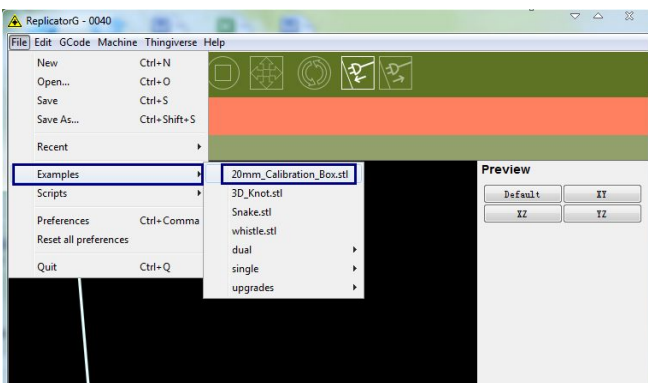 ReplicatorG - 0040
File Edit GCode Machine Thingiverse Help
New Ctrl+N
Open... Ctrl+O
Save Ctrl+S
Save As... Ctrl+Shift+S
Recent
Examples
Scripts
Preferences Ctrl+Comma
Reset all preferences
Quit Ctrl+Q
20mm_Calibration_Box.stl
3D_Knot.stl
Snake.stl
whistle.stl
dual
single
upgrades
Preview
Default XY
XZ YZ